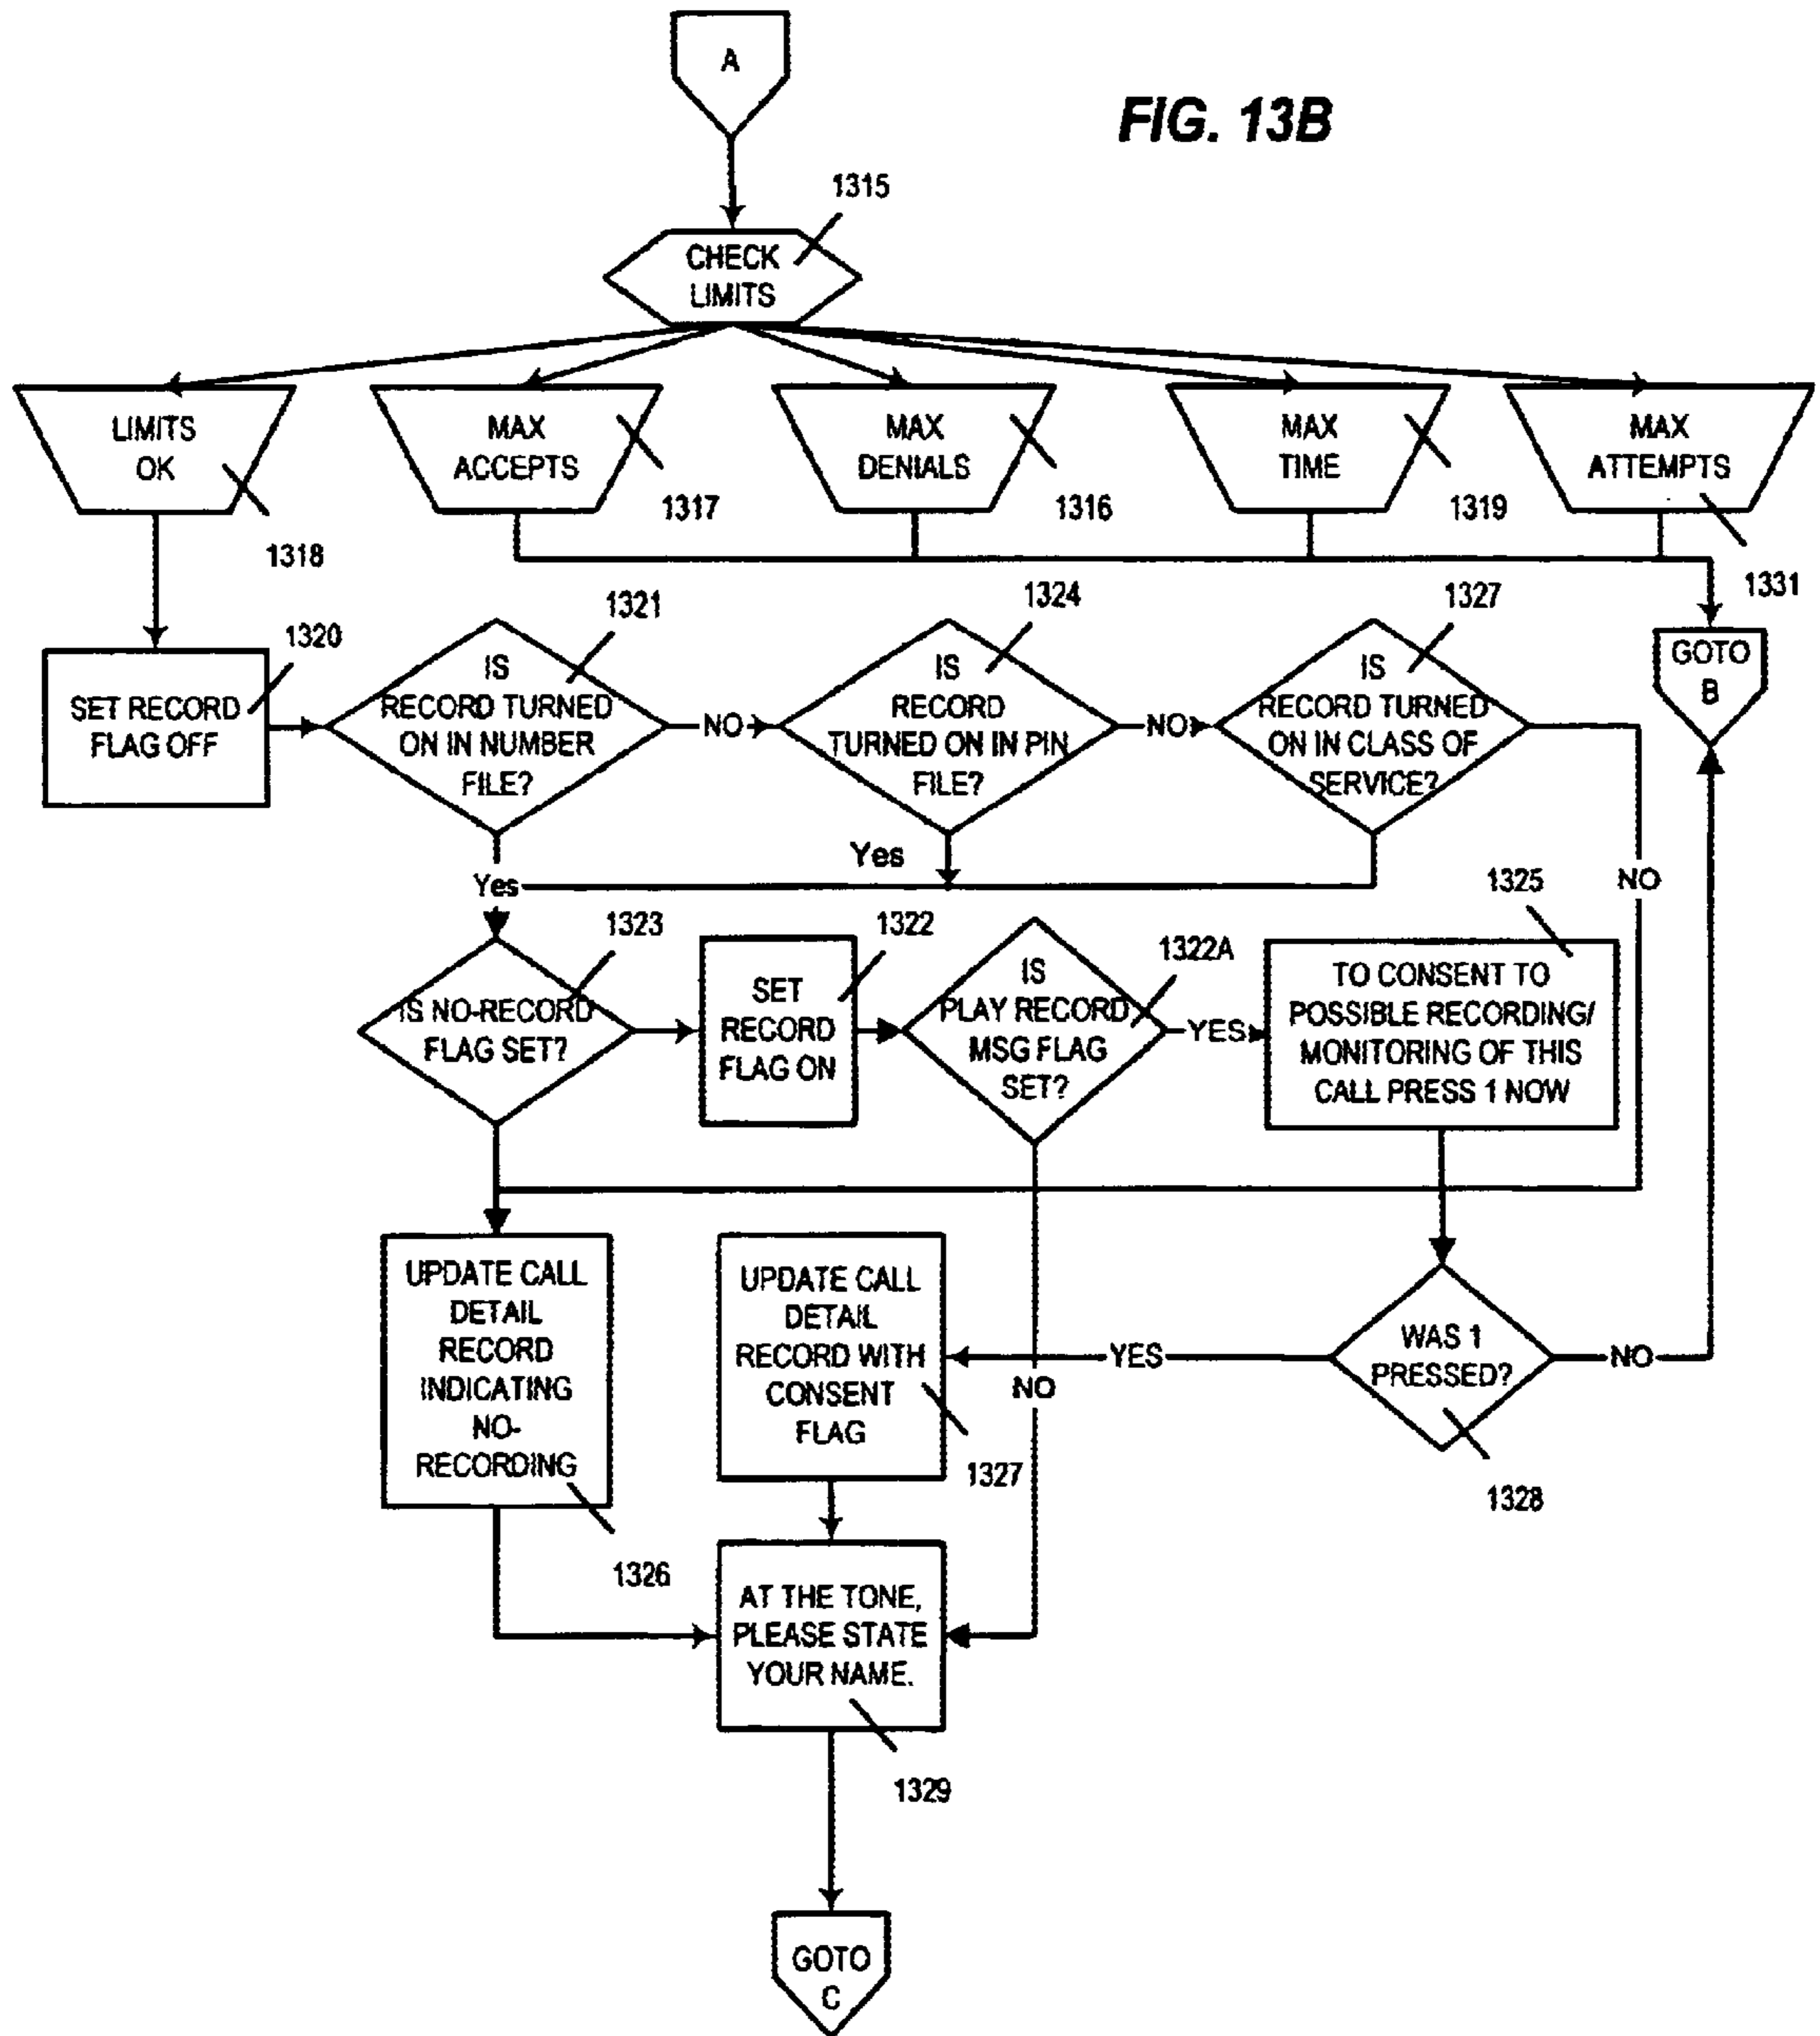 A
FIG. 13B
1315
CHECK
LIMITS
LIMITS
OK
1318
MAX
ACCEPTS
1317
MAX
DENIALS
1316
MAX
TIME
1319
MAX
ATTEMPTS
1331
GOTO
B
1320
SET RECORD
FLAG OFF
1321
IS
RECORD TURNED
ON IN NUMBER
FILE?
NO
1324
IS
RECORD
TURNED ON IN PIN
FILE?
NO
1327
IS
RECORD TURNED
ON IN CLASS OF
SERVICE?
Yes
Yes
NO
1323
IS NO-RECORD
FLAG SET?
1322
SET
RECORD
FLAG ON
1322A
IS
PLAY RECORD
MSG FLAG
SET?
YES
1325
TO CONSENT TO
POSSIBLE RECORDING/
MONITORING OF THIS
CALL PRESS 1 NOW
UPDATE CALL
DETAIL
RECORD
INDICATING
NO-
RECORDING
1326
UPDATE CALL
DETAIL
RECORD WITH
CONSENT
FLAG
1327
NO
YES
WAS 1
PRESSED?
NO
1328
AT THE TONE,
PLEASE STATE
YOUR NAME.
1329
GOTO
C